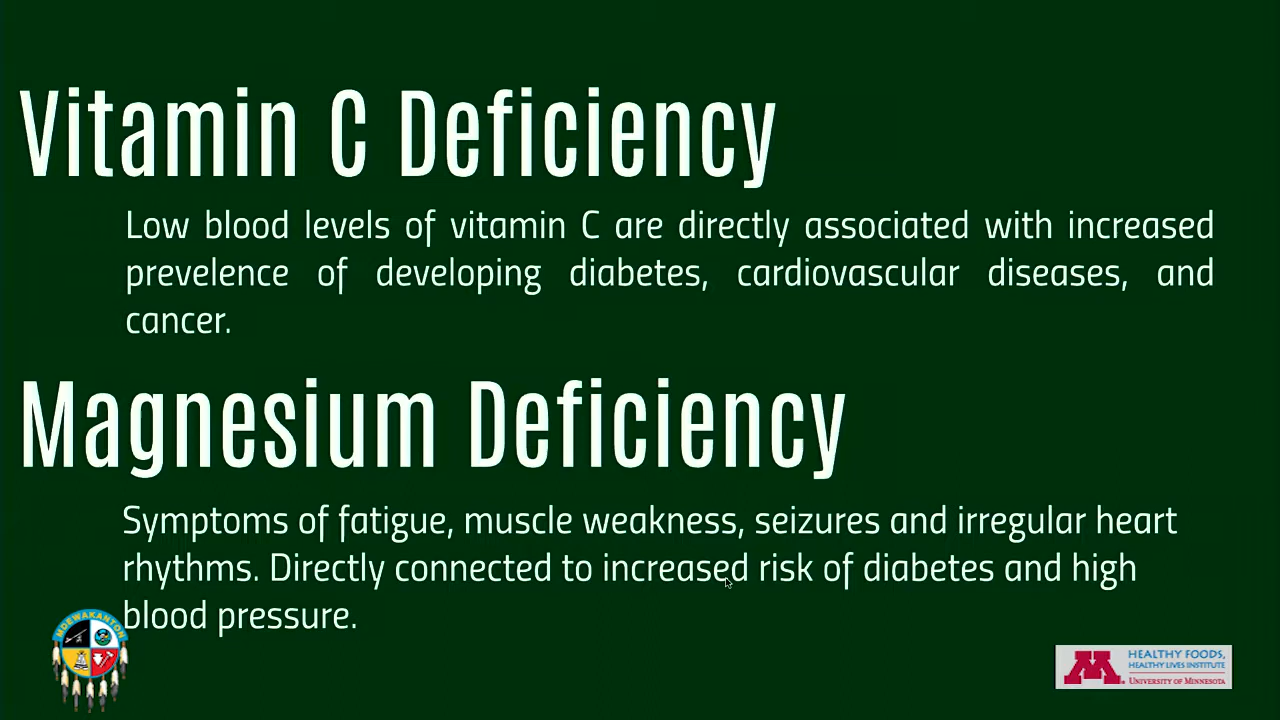 Vitamin C Deficiency
Low blood levels of vitamin C are directly associated with increased
prevelence of developing diabetes, cardiovascular diseases, and
cancer.
Magnesium Deficiency
Symptoms of fatigue, muscle weakness, seizures and irregular heart
rhythms. Directly connected to increased risk of diabetes and high
blood pressure.
MDEWAKANTON
M.
HEALTHY FOODS,
HEALTHY LIVES INSTITUTE
UNIVERSITY OF MINNESOTA